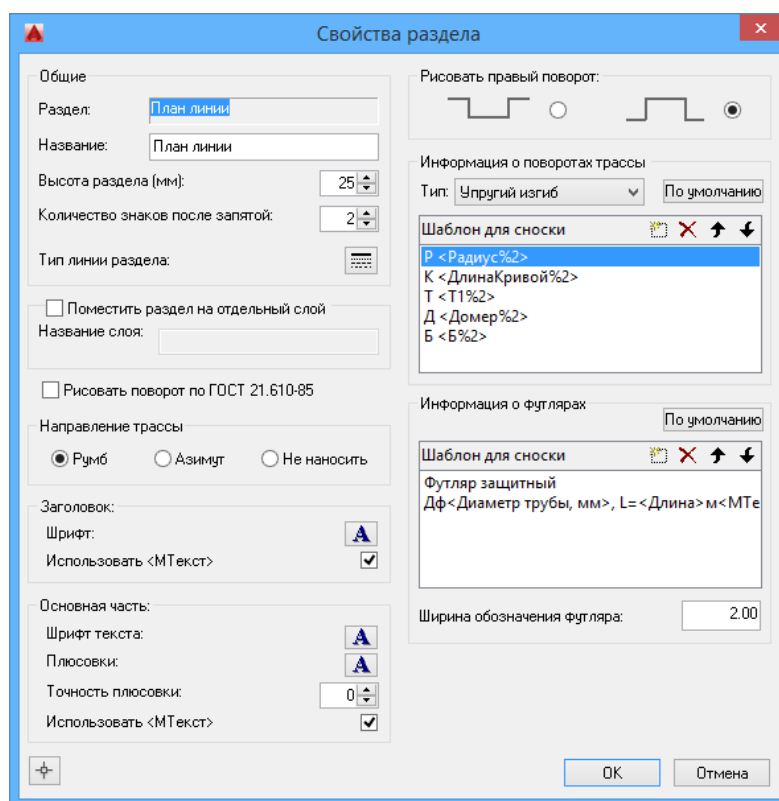 Свойства раздела
Общие
Раздел: План линии
Название: План линии
Высота раздела (мм): 25
Количество знаков после запятой: 2
Тип линии раздела:
Поместить раздел на отдельный слой
Название слоя:
Рисовать поворот по ГОСТ 21.610-85
Направление трассы
Румб Азимут Не наносить
Заголовок:
Шрифт: A
Использовать <МТекст>
Основная часть:
Шрифт текста: A
Плюсовки: A
Точность плюсовки: 0
Использовать <МТекст>
Рисовать правый поворот:
Информация о поворотах трассы
Тип: Упругий изгиб По умолчанию
Шаблон для сноски
Р <Радиус%2>
К <ДлинаКривой%2>
Т <Т1%2>
Д <Домер%2>
Б <Б%2>
Информация о футлярах
По умолчанию
Шаблон для сноски
Футляр защитный
Дф<Диаметр трубы, мм>, L=<Длина>м<МТе
Ширина обозначения футляра: 2.00
OK Отмена